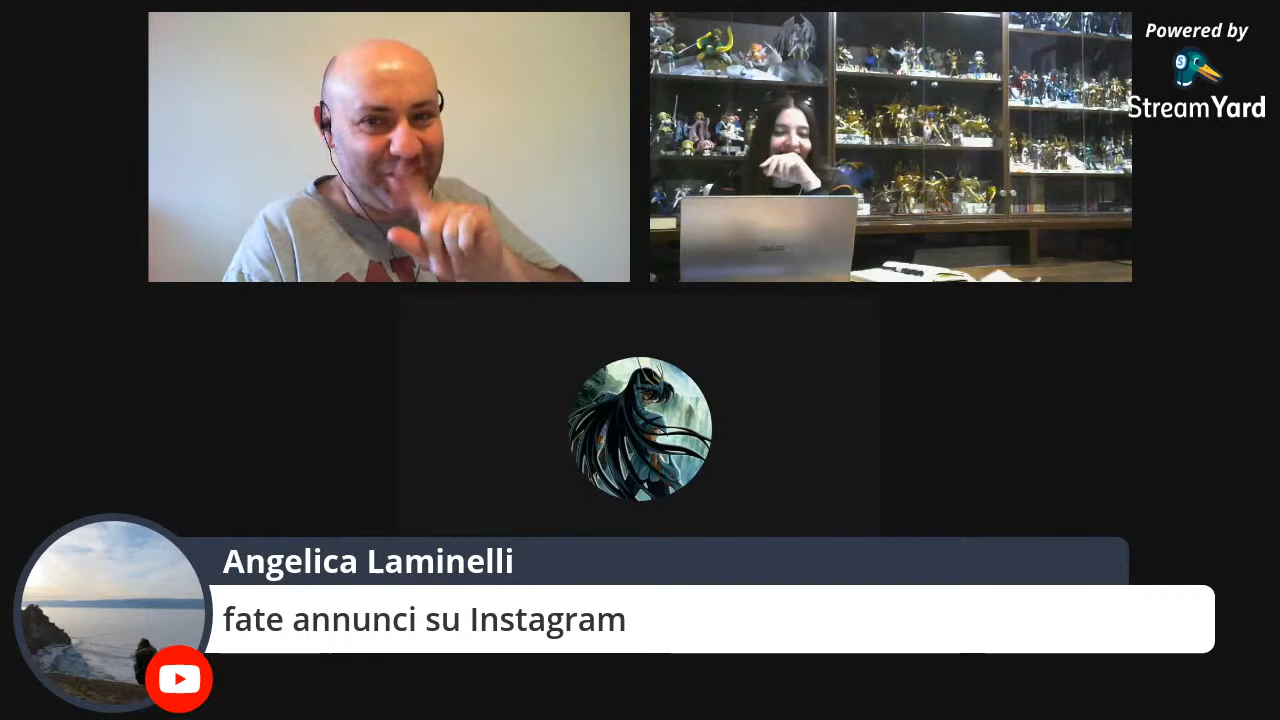 Powered by
StreamYard
Angelica Laminelli
fate annunci su Instagram